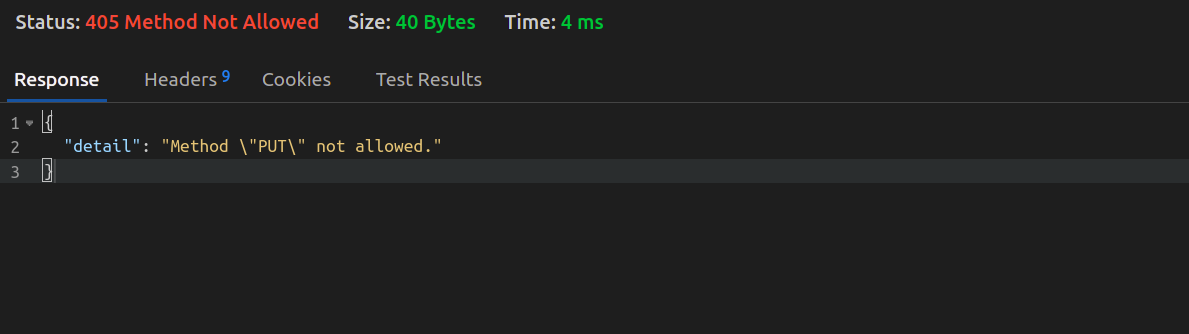 Status: 405 Method Not Allowed Size: 40 Bytes Time: 4 ms
Response Headers 9 Cookies Test Results
1 {
2 "detail": "Method \"PUT\" not allowed."
3 }